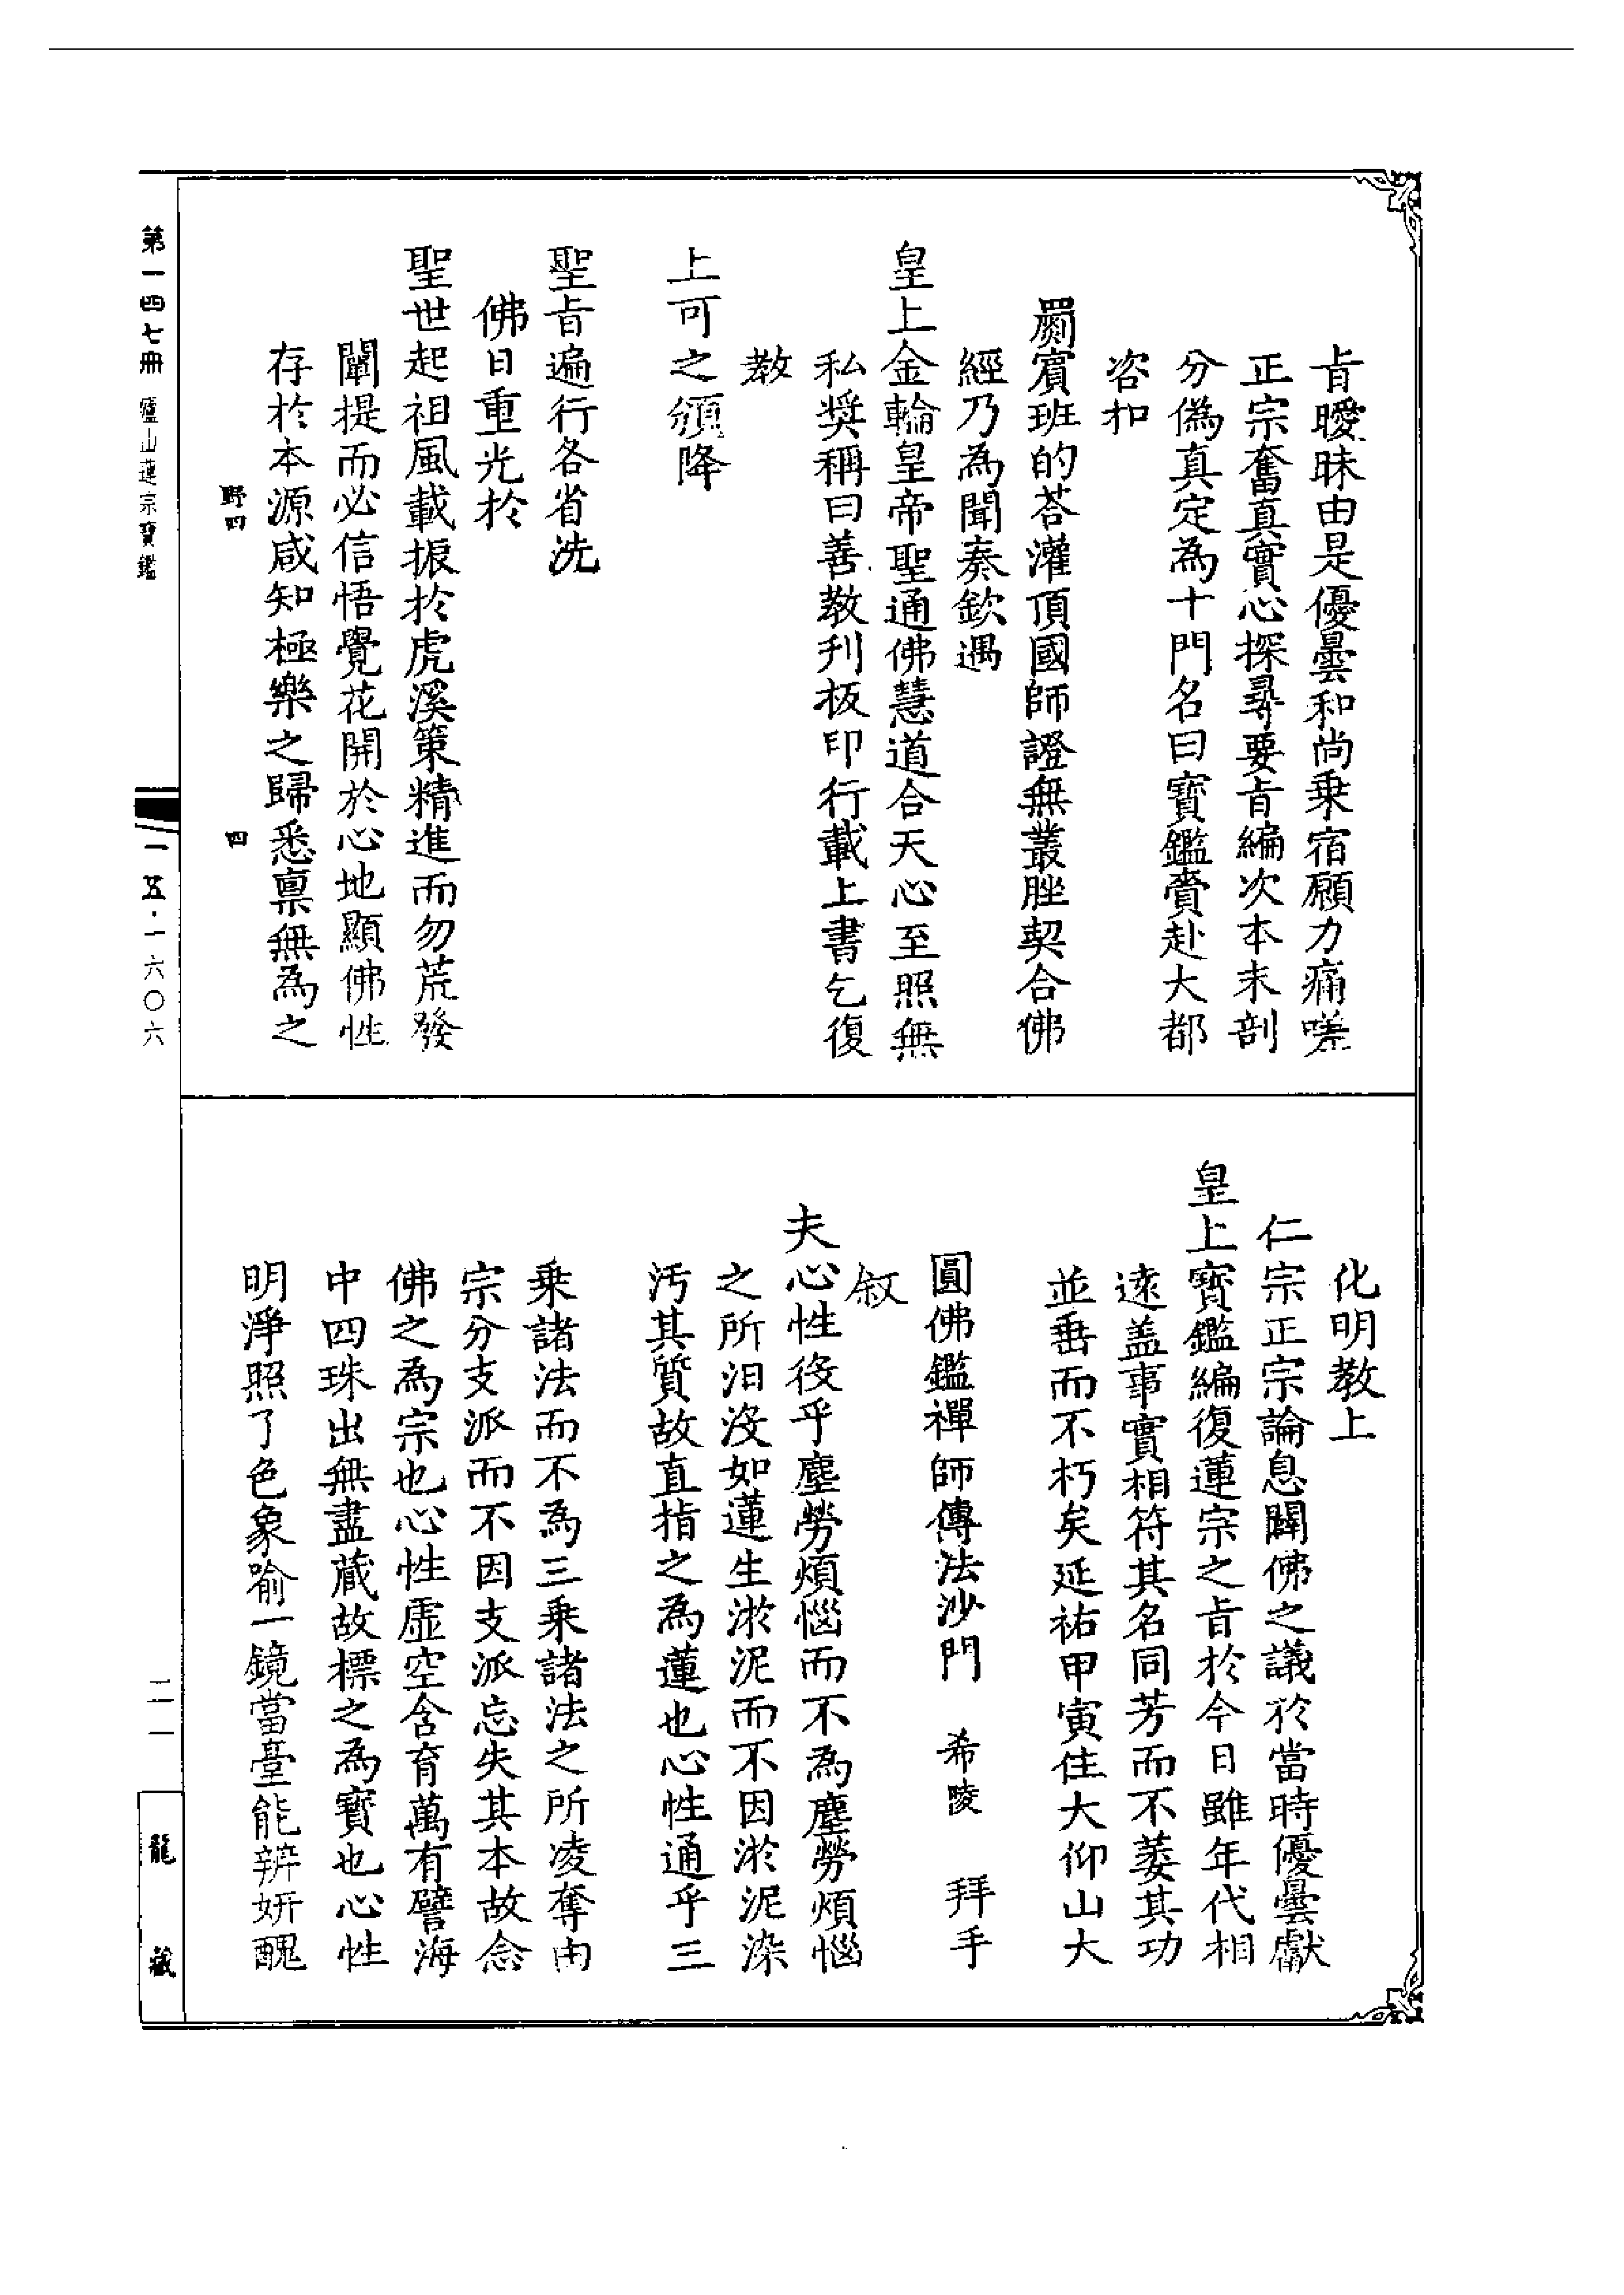 旨曖昧由是優曇和尚乗宿願力痛嗟
正宗奮真實心探尋要旨編次本末剖
分偽真定為十門名曰寳鑑賷赴大都
咨和
罽賓班的荅灌頂國師證無叢脞契合佛
經乃為聞奏欽遇
皇上金輪皇帝聖通佛慧道合天心至照無
私奨稱曰善教刋板印行載上書乞復
教
上可之頒降
聖旨遍行各省洗
佛日重光於
聖世起祖風載振於虎溪策精進而勿荒發
闡提而必信悟覺花開於心地顯佛性
存於本源咸知極樂之歸悉禀無為之
野四
四
化明教上
仁宗正宗論息闢佛之議於當時優曇獻
皇上寳鑑編復蓮宗之旨於今日雖年代相
逺盖事實相符其名同芳而不萎其功
並垂而不朽矣延祐甲寅住大仰山大
圓佛鑑禪師傳法沙門 希陵 拜手
叙
夫心性役乎塵勞煩惱而不為塵勞煩惱
之所汩沒如蓮生淤泥而不因淤泥染
汚其質故直指之為蓮也心性通乎三
乗諸法而不為三乗諸法之所凌奪由
宗分支派而不因支派忘失其本故念
佛之為宗也心性虛空含育萬有譬海
中四珠出無盡藏故標之為寳也心性
明淨照了色象喻一鏡當臺能辨妍醜
第一四七冊 廬山蓮宗寶鑑
一五·一六〇六
二一
龍藏